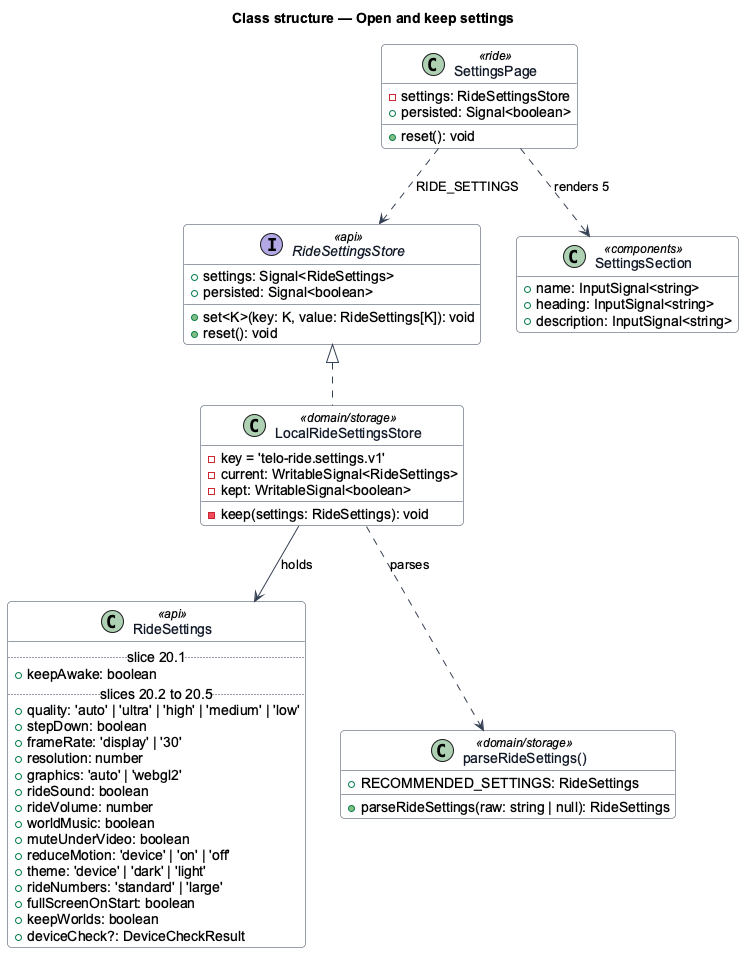 Class structure — Open and keep settings
C
«ride»
SettingsPage
settings: RideSettingsStore
persisted: Signal<boolean>
reset(): void
RIDE_SETTINGS
renders 5
I
«api»
RideSettingsStore
settings: Signal<RideSettings>
persisted: Signal<boolean>
set<K>(key: K, value: RideSettings[K]): void
reset(): void
C
«components»
SettingsSection
name: InputSignal<string>
heading: InputSignal<string>
description: InputSignal<string>
C
«domain/storage»
LocalRideSettingsStore
key = 'telo-ride.settings.v1'
current: WritableSignal<RideSettings>
kept: WritableSignal<boolean>
keep(settings: RideSettings): void
holds
parses
C
«api»
RideSettings
slice 20.1
keepAwake: boolean
slices 20.2 to 20.5
quality: 'auto' | 'ultra' | 'high' | 'medium' | 'low'
stepDown: boolean
frameRate: 'display' | '30'
resolution: number
graphics: 'auto' | 'webgl2'
rideSound: boolean
rideVolume: number
worldMusic: boolean
muteUnderVideo: boolean
reduceMotion: 'device' | 'on' | 'off'
theme: 'device' | 'dark' | 'light'
rideNumbers: 'standard' | 'large'
fullScreenOnStart: boolean
keepWorlds: boolean
deviceCheck?: DeviceCheckResult
C
«domain/storage»
parseRideSettings()
RECOMMENDED_SETTINGS: RideSettings
parseRideSettings(raw: string | null): RideSettings